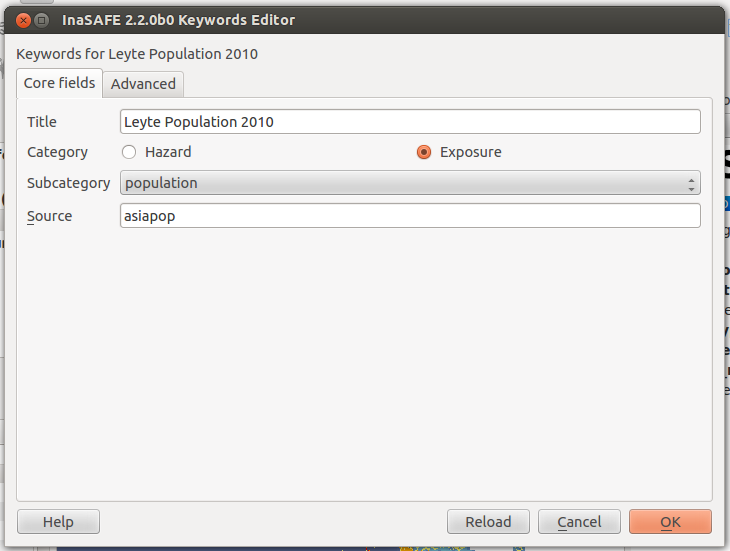 InaSAFE 2.2.0b0 Keywords Editor
Keywords for Leyte Population 2010
Core fields Advanced
Title Leyte Population 2010
Category Hazard Exposure
Subcategory population
Source asiapop
Help Reload Cancel OK